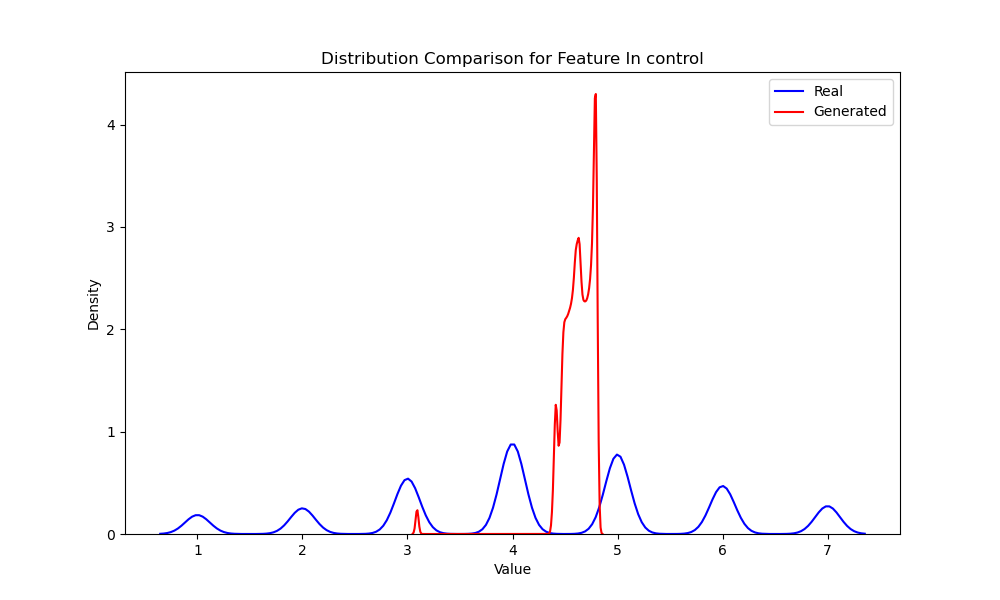 Distribution Comparison for Feature In control
Real
Generated
Density
4
3
2
1
0
1 2 3 4 5 6 7
Value